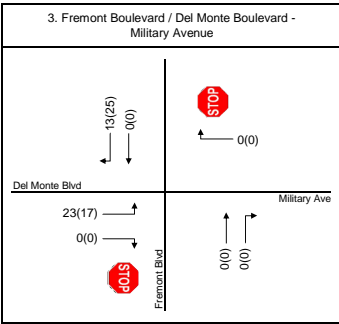 3. Fremont Boulevard / Del Monte Boulevard -
Military Avenue
13(25)
0(0)
STOP
0(0)
Del Monte Blvd
Military Ave
23(17)
0(0)
STOP
Fremont Blvd
0(0)
0(0)